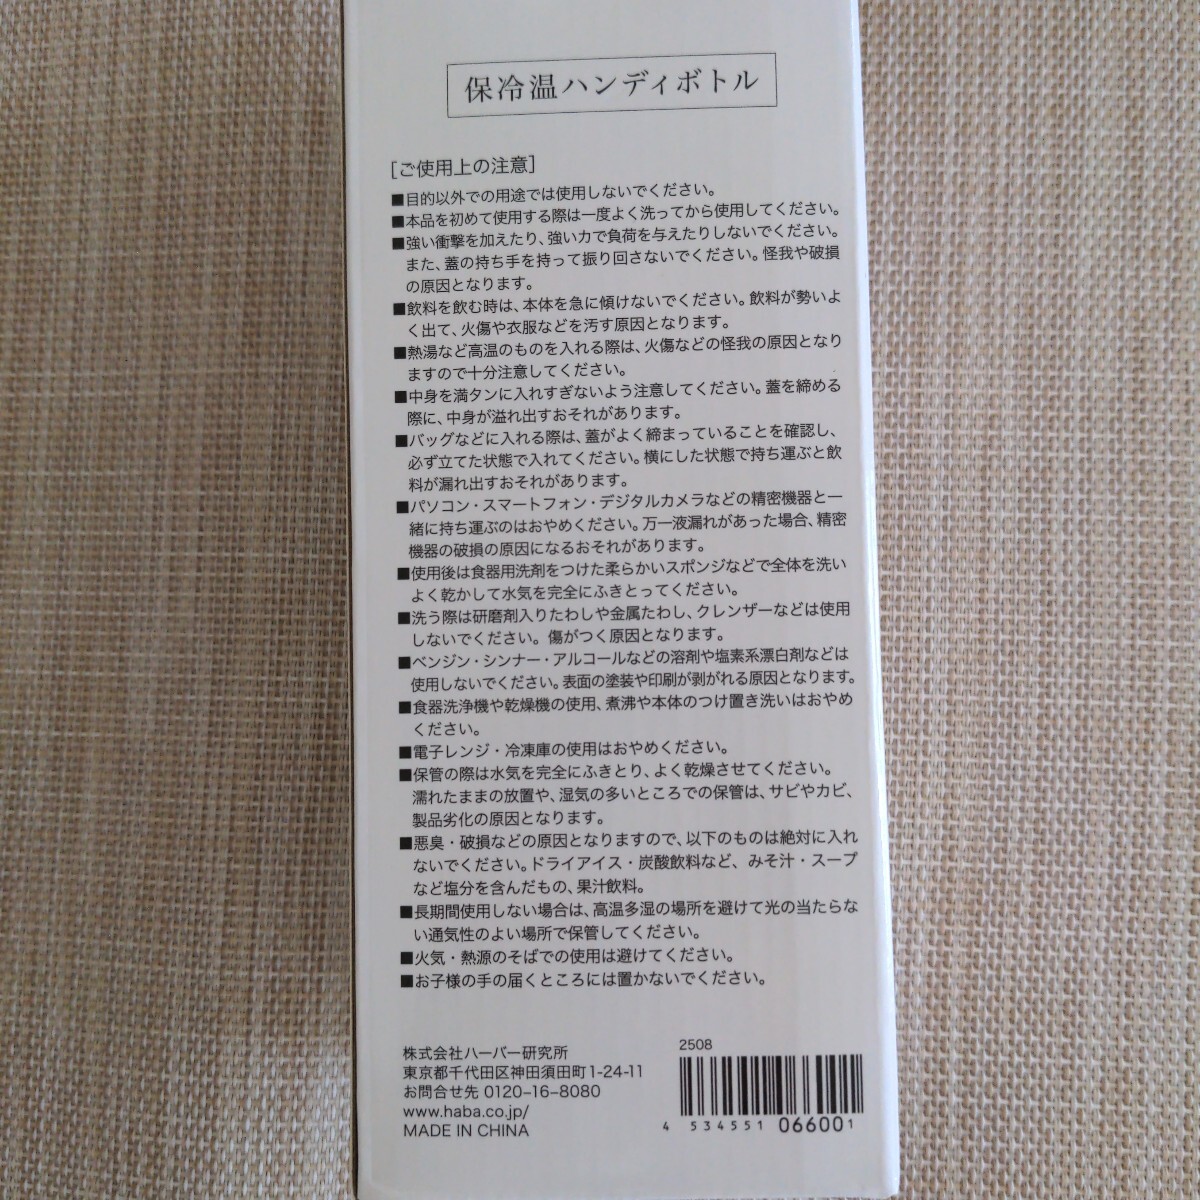 保冷温ハンディボトル
[ご使用上の注意]
■目的以外での用途では使用しないでください。
■本品を初めて使用する際は一度よく洗ってから使用してください。
■強い衝撃を加えたり、強い力で負荷を与えたりしないでください。
また、蓋の持ち手を持って振り回さないでください。怪我や破損
の原因となります。
■飲料を飲む時は、本体を急に傾けないでください。飲料が勢いよ
く出て、火傷や衣服などを汚す原因となります。
■熱湯など高温のものを入れる際は、火傷などの怪我の原因となり
ますので十分注意してください。
■中身を満タンに入れすぎないよう注意してください。蓋を締める
際に、中身が溢れ出すおそれがあります。
■バッグなどに入れる際は、蓋がよく締まっていることを確認し、
必ず立てた状態で入れてください。横にした状態で持ち運ぶと飲
料が漏れ出すおそれがあります。
■パソコン・スマートフォン・デジタルカメラなどの精密機器と一
緒に持ち運ぶのはおやめください。万一液漏れがあった場合、精密
機器の破損の原因になるおそれがあります。
■使用後は食器用洗剤をつけた柔らかいスポンジなどで全体を洗い
よく乾かして水気を完全にふきとってください。
■洗う際は研磨剤入りたわしや金属たわし、クレンザーなどは使用
しないでください。傷がつく原因となります。
■ベンジン・シンナー・アルコールなどの溶剤や塩素系漂白剤などは
使用しないでください。表面の塗装や印刷が剥がれる原因となります。
■食器洗浄機や乾燥機の使用、煮沸や本体のつけ置き洗いはおやめ
ください。
■電子レンジ・冷凍庫の使用はおやめください。
■保管の際は水気を完全にふきとり、よく乾燥させてください。
濡れたままの放置や、湿気の多いところでの保管は、サビやカビ、
製品劣化の原因となります。
■悪臭・破損などの原因となりますので、以下のものは絶対に入れ
ないでください。ドライアイス・炭酸飲料など、みそ汁・スープ
など塩分を含んだもの、果汁飲料。
■長期間使用しない場合は、高温多湿の場所を避けて光の当たらな
い通気性のよい場所で保管してください。
■火気・熱源のそばでの使用は避けてください。
■お子様の手の届くところには置かないでください。
株式会社ハーバー研究所
東京都千代田区神田須田町1-24-11
お問合せ先 0120-16-8080
www.haba.co.jp/
MADE IN CHINA
2508
4 534551 066001